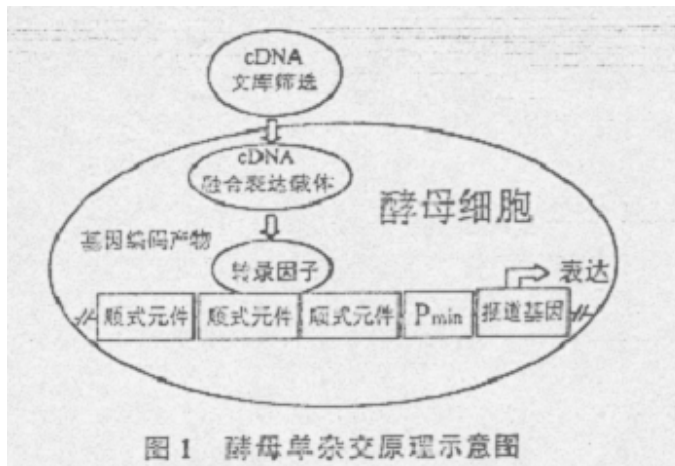 cDNA
文库筛选
cDNA
融合表达载体
酵母细胞
基因编码产物
转录因子
表达
顺式元件 顺式元件 顺式元件 Pmin 报道基因
图1 酵母单杂交原理示意图